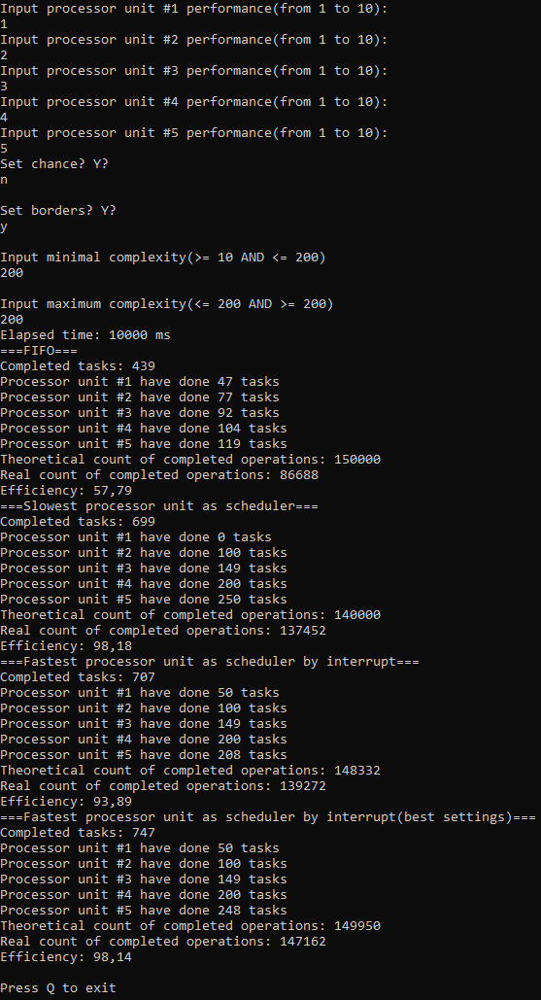 Input processor unit #1 performance(from 1 to 10):
1
Input processor unit #2 performance(from 1 to 10):
2
Input processor unit #3 performance(from 1 to 10):
3
Input processor unit #4 performance(from 1 to 10):
4
Input processor unit #5 performance(from 1 to 10):
5
Set chance? Y?
n
Set borders? Y?
y
Input minimal complexity(>= 10 AND <= 200)
200
Input maximum complexity(<= 200 AND >= 200)
200
Elapsed time: 10000 ms
===FIFO===
Completed tasks: 439
Processor unit #1 have done 47 tasks
Processor unit #2 have done 77 tasks
Processor unit #3 have done 92 tasks
Processor unit #4 have done 104 tasks
Processor unit #5 have done 119 tasks
Theoretical count of completed operations: 150000
Real count of completed operations: 86688
Efficiency: 57,79
===Slowest processor unit as scheduler===
Completed tasks: 699
Processor unit #1 have done 0 tasks
Processor unit #2 have done 100 tasks
Processor unit #3 have done 149 tasks
Processor unit #4 have done 200 tasks
Processor unit #5 have done 250 tasks
Theoretical count of completed operations: 140000
Real count of completed operations: 137452
Efficiency: 98,18
===Fastest processor unit as scheduler by interrupt===
Completed tasks: 707
Processor unit #1 have done 50 tasks
Processor unit #2 have done 100 tasks
Processor unit #3 have done 149 tasks
Processor unit #4 have done 200 tasks
Processor unit #5 have done 208 tasks
Theoretical count of completed operations: 148332
Real count of completed operations: 139272
Efficiency: 93,89
===Fastest processor unit as scheduler by interrupt(best settings)===
Completed tasks: 747
Processor unit #1 have done 50 tasks
Processor unit #2 have done 100 tasks
Processor unit #3 have done 149 tasks
Processor unit #4 have done 200 tasks
Processor unit #5 have done 248 tasks
Theoretical count of completed operations: 149950
Real count of completed operations: 147162
Efficiency: 98,14
Press Q to exit